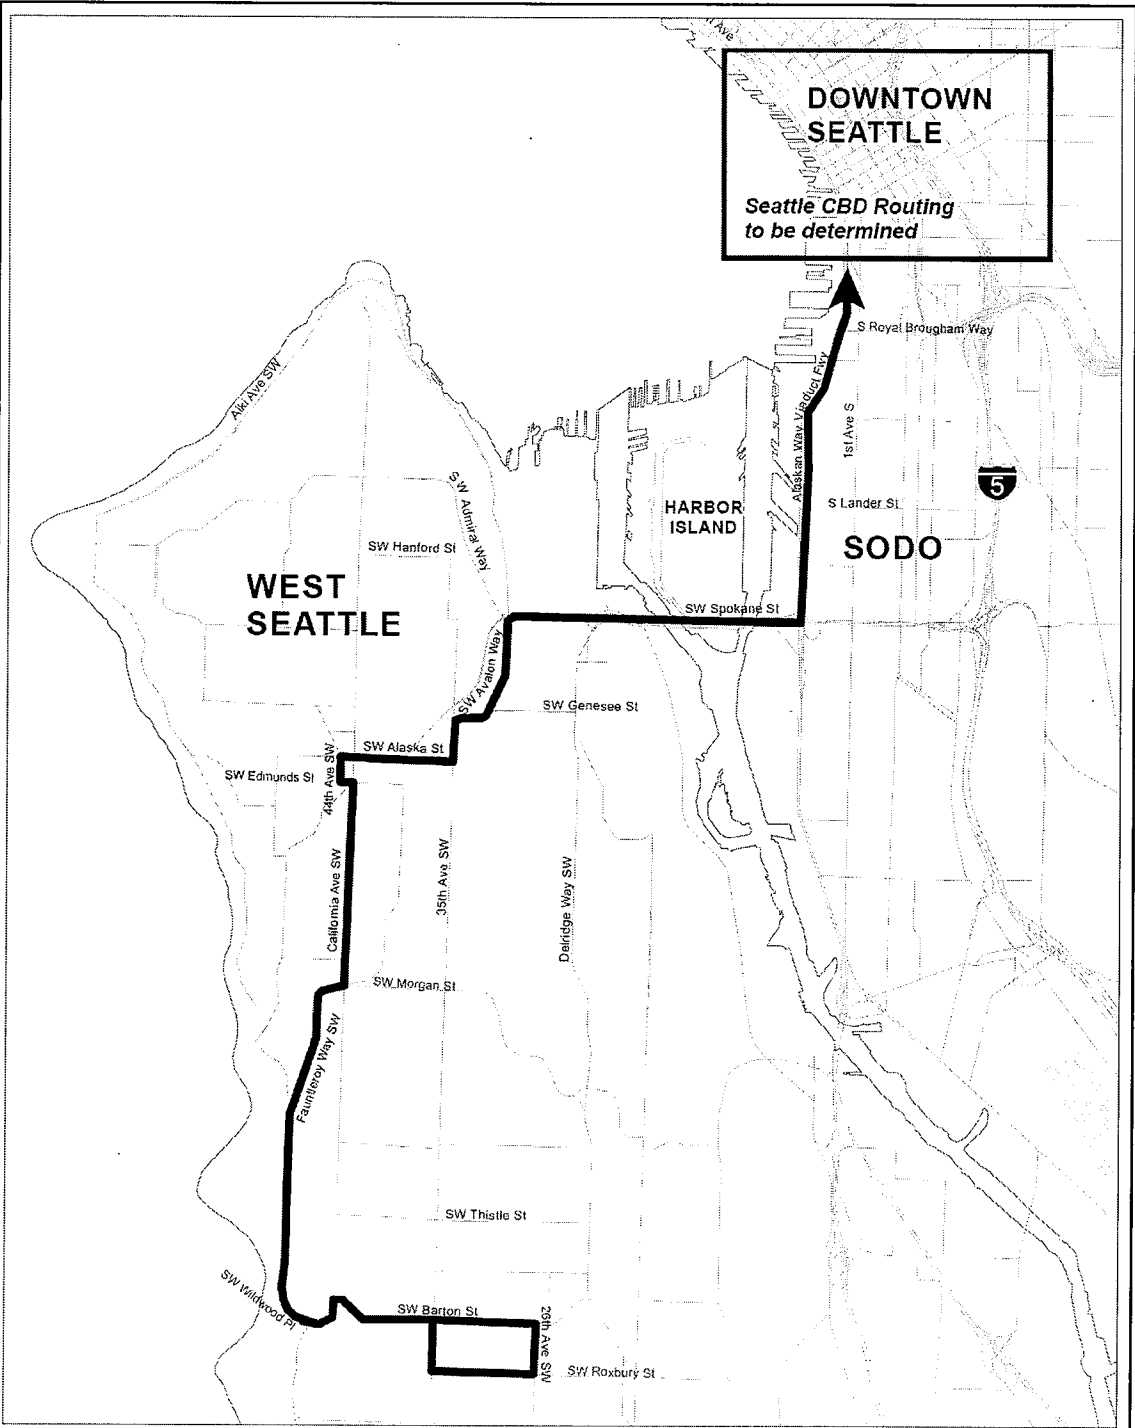 DOWNTOWN
SEATTLE
Seattle CBD Routing
to be determined
S Royal Brougham Way
Alki Ave SW
Alaskan Way Viaduct Fwy
1st Ave S
5
SW Admiral Way
HARBOR
ISLAND
S Lander St
SW Hanford St
SODO
WEST
SEATTLE
SW Spokane St
SW Avalon Way
SW Genesee St
SW Alaska St
44th Ave SW
SW Edmunds St
California Ave SW
35th Ave SW
Delridge Way SW
SW Morgan St
Fauntleroy Way SW
SW Thistle St
SW Wildwood Pl
SW Barton St
26th Ave SW
SW Roxbury St